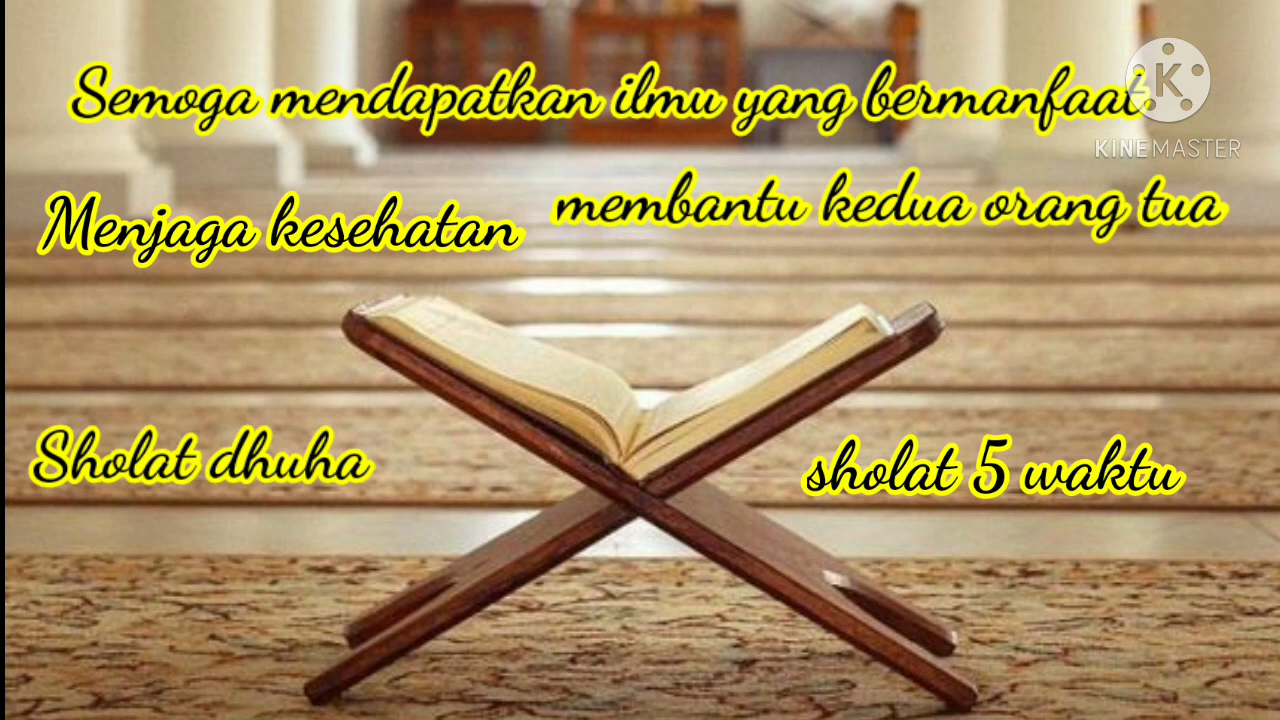 Semoga mendapatkan ilmu yang bermanfaat
KINEMASTER
Menjaga kesehatan
membantu kedua orang tua
Sholat dhuha
sholat 5 waktu